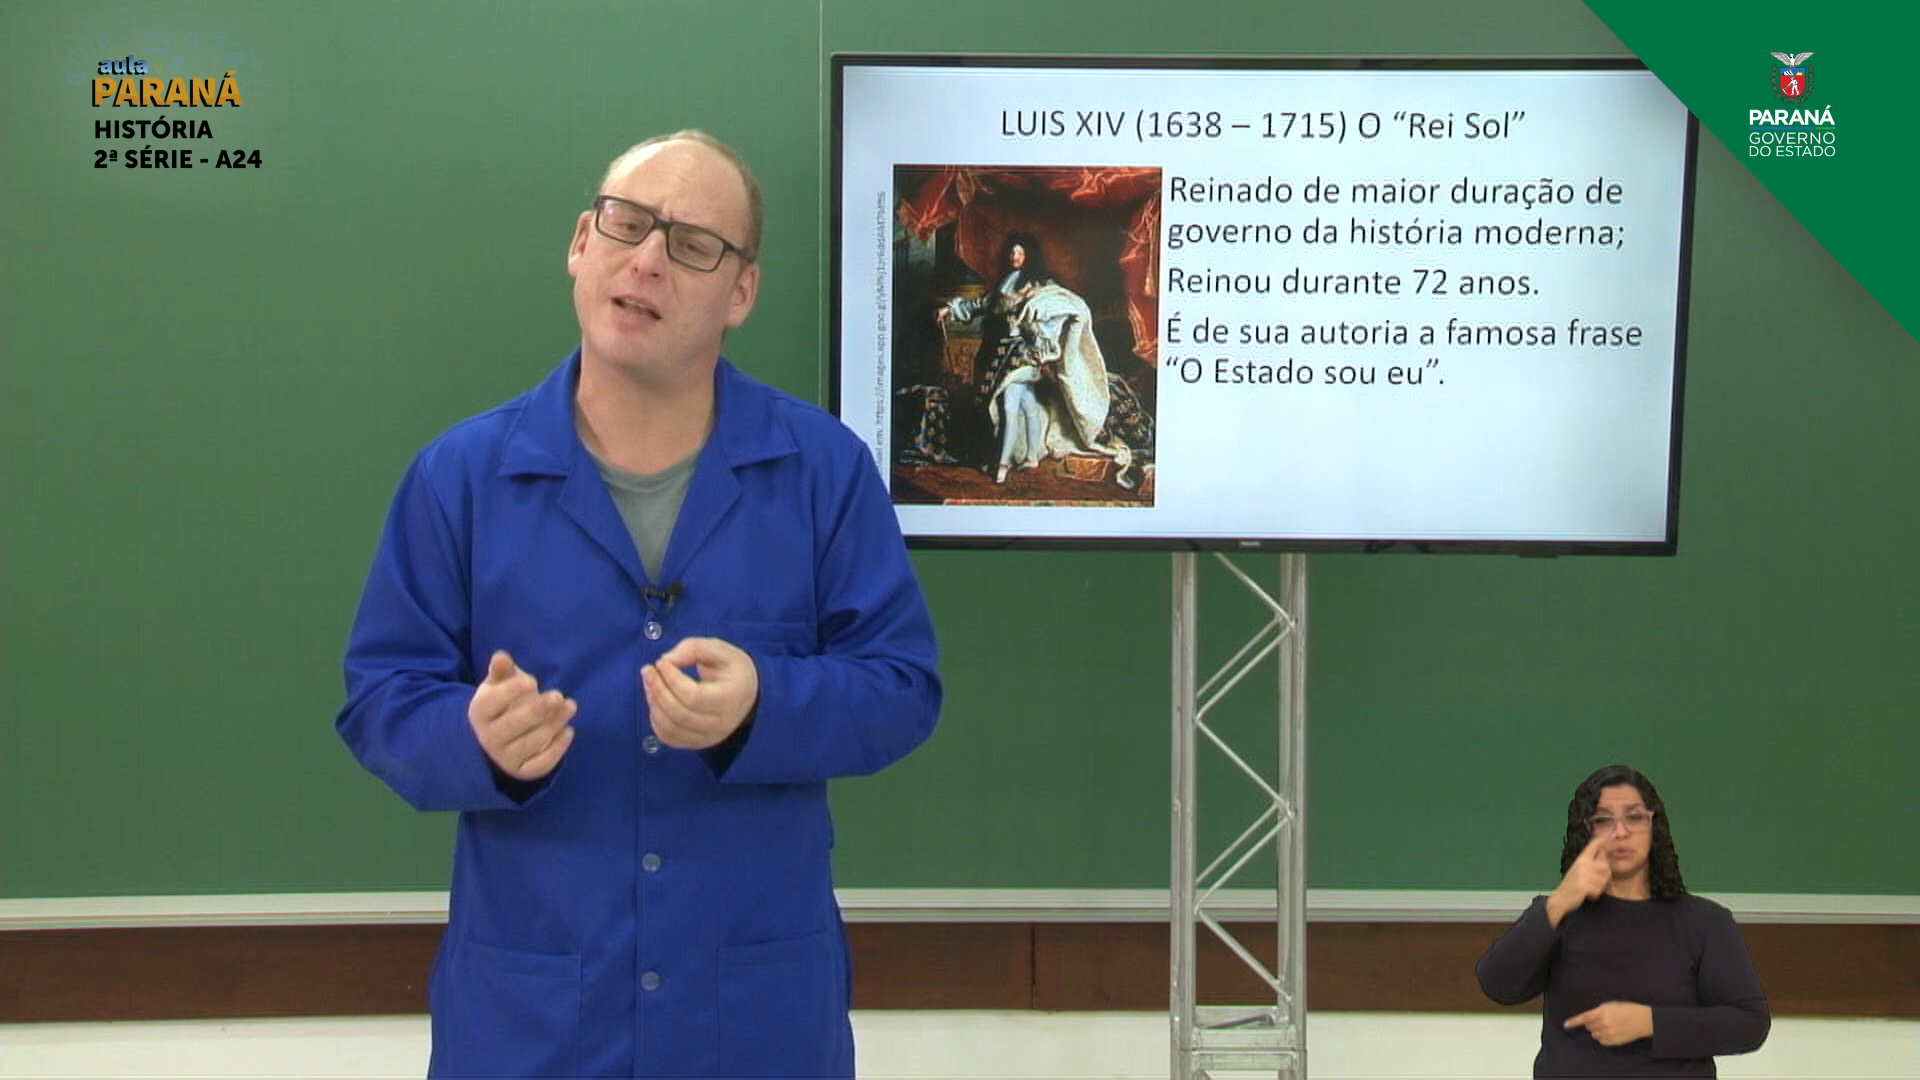 aula
PARANÁ
HISTÓRIA
2ª SÉRIE - A24
LUIS XIV (1638 – 1715) O “Rei Sol”
Reinado de maior duração de
governo da história moderna;
Reinou durante 72 anos.
É de sua autoria a famosa frase
“O Estado sou eu”.
PARANÁ
GOVERNO
DO ESTADO